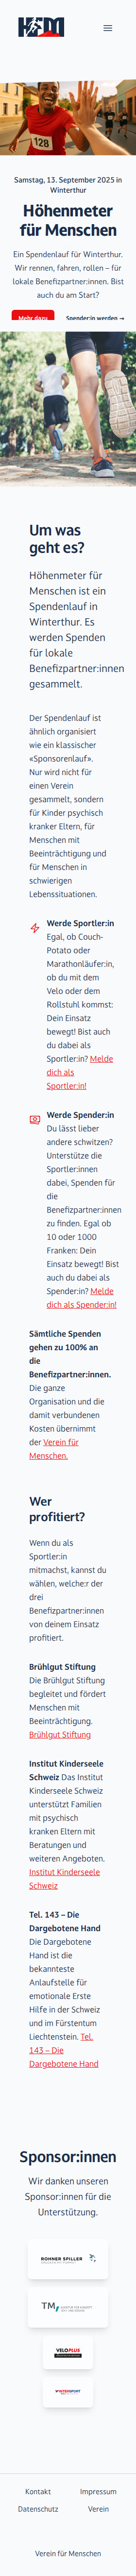 HFM
128
Samstag, 13. September 2025 in
Winterthur
Höhenmeter
für Menschen
Ein Spendenlauf für Winterthur.
Wir rennen, fahren, rollen – für
lokale Benefizpartner:innen. Bist
auch du am Start?
Mehr dazu
Spender:in werden →
Um was
geht es?
Höhenmeter für
Menschen ist ein
Spendenlauf in
Winterthur. Es
werden Spenden
für lokale
Benefizpartner:innen
gesammelt.
Der Spendenlauf ist
ähnlich organisiert
wie ein klassischer
«Sponsorenlauf».
Nur wird nicht für
einen Verein
gesammelt, sondern
für Kinder psychisch
kranker Eltern, für
Menschen mit
Beeinträchtigung und
für Menschen in
schwierigen
Lebenssituationen.
Werde Sportler:in
Egal, ob Couch-
Potato oder
Marathonläufer:in,
ob du mit dem
Velo oder dem
Rollstuhl kommst:
Dein Einsatz
bewegt! Bist auch
du dabei als
Sportler:in? Melde
dich als
Sportler:in!
Werde Spender:in
Du lässt lieber
andere schwitzen?
Unterstütze die
Sportler:innen
dabei, Spenden für
die
Benefizpartner:innen
zu finden. Egal ob
10 oder 1000
Franken: Dein
Einsatz bewegt! Bist
auch du dabei als
Spender:in? Melde
dich als Spender:in!
Sämtliche Spenden
gehen zu 100% an
die
Benefizpartner:innen.
Die ganze
Organisation und die
damit verbundenen
Kosten übernimmt
der Verein für
Menschen.
Wer
profitiert?
Wenn du als
Sportler:in
mitmachst, kannst du
wählen, welche:r der
drei
Benefizpartner:innen
von deinem Einsatz
profitiert.
Brühlgut Stiftung
Die Brühlgut Stiftung
begleitet und fördert
Menschen mit
Beeinträchtigung.
Brühlgut Stiftung
Institut Kinderseele
Schweiz Das Institut
Kinderseele Schweiz
unterstützt Familien
mit psychisch
kranken Eltern mit
Beratungen und
weiteren Angeboten.
Institut Kinderseele
Schweiz
Tel. 143 – Die
Dargebotene Hand
Die Dargebotene
Hand ist die
bekannteste
Anlaufstelle für
emotionale Erste
Hilfe in der Schweiz
und im Fürstentum
Liechtenstein. Tel.
143 – Die
Dargebotene Hand
Sponsor:innen
Wir danken unseren
Sponsor:innen für die
Unterstützung.
ROHNER SPILLER
TM
VELOPLUS
WINTERSPORT
Kontakt
Impressum
Datenschutz
Verein
Verein für Menschen